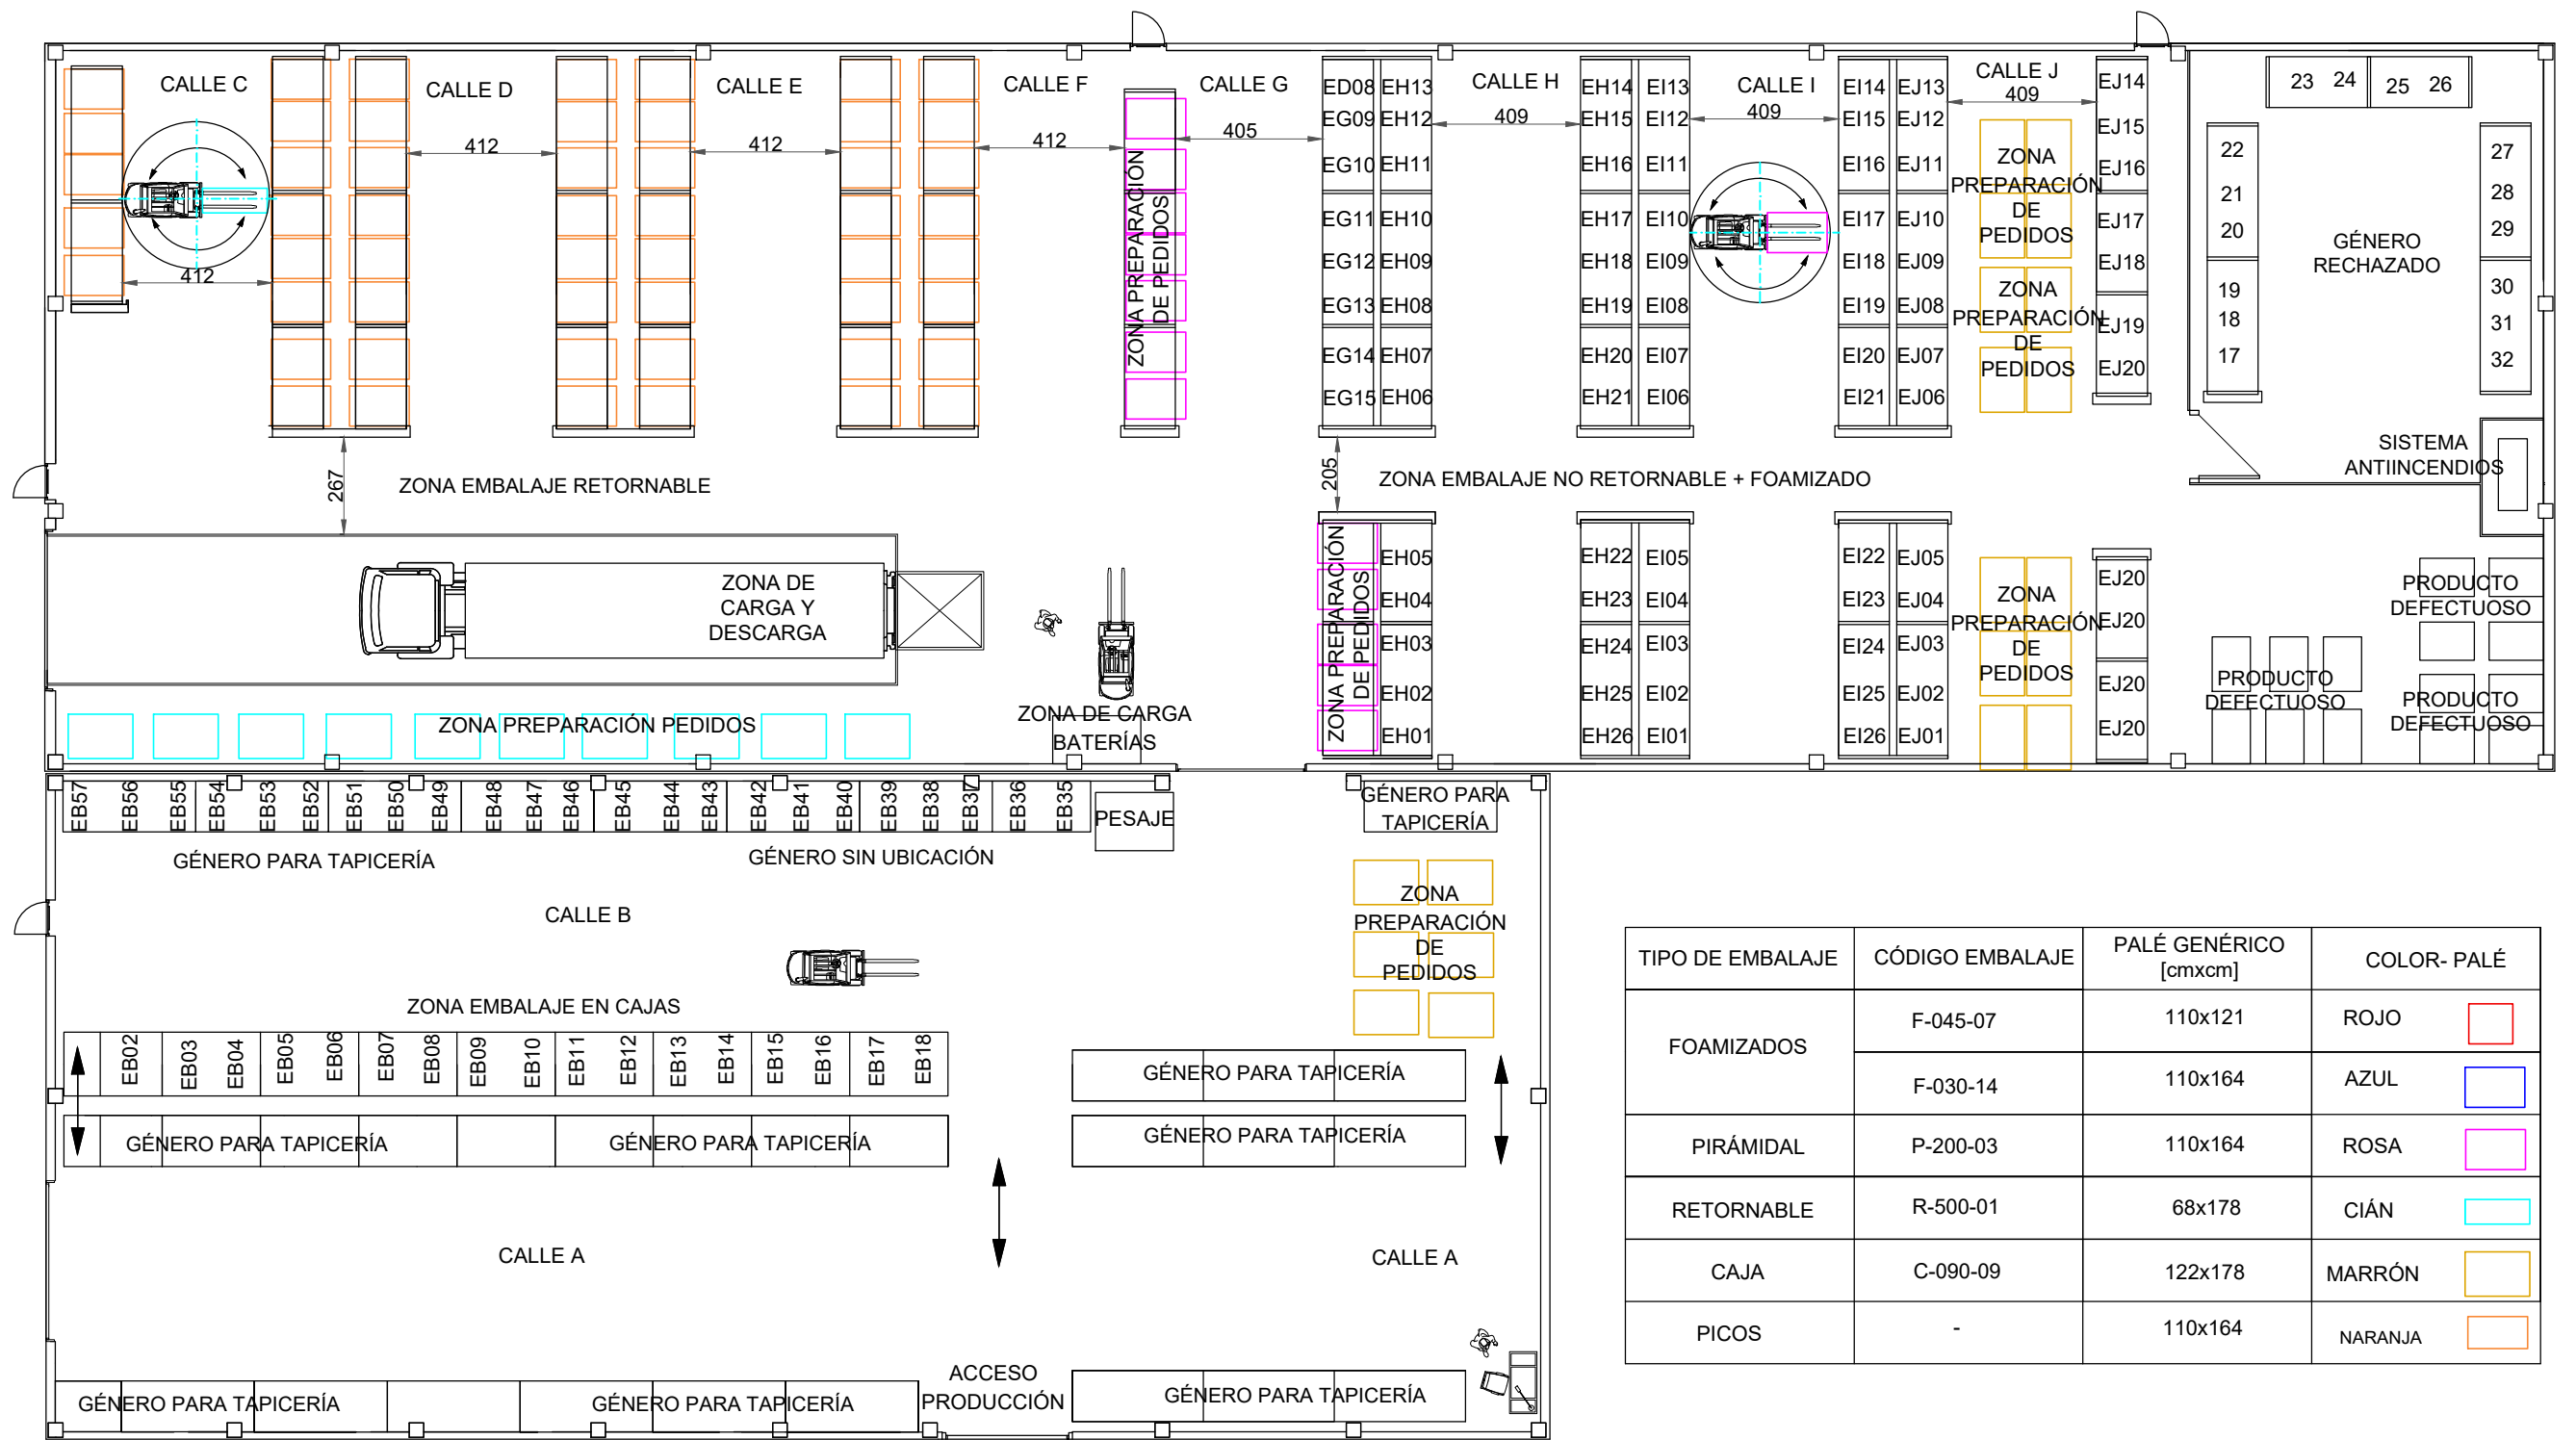 CALLE C
CALLE D
CALLE E
CALLE F
CALLE G
CALLE H
CALLE I
CALLE J
412
412
412
412
405
409
409
409
267
205
ZONA PREPARACIÓN
DE PEDIDOS
ED08 EH13
EG09 EH12
EG10 EH11
EG11 EH10
EG12 EH09
EG13 EH08
EG14 EH07
EG15 EH06
EH14 EI13
EH15 EI12
EH16 EI11
EH17 EI10
EH18 EI09
EH19 EI08
EH20 EI07
EH21 EI06
EI14 EJ13
EI15 EJ12
EI16 EJ11
EI17 EJ10
EI18 EJ09
EI19 EJ08
EI20 EJ07
EI21 EJ06
ZONA
PREPARACIÓN
DE
PEDIDOS
ZONA
PREPARACIÓN
DE
PEDIDOS
EJ14
EJ15
EJ16
EJ17
EJ18
EJ19
EJ20
23 24 25 26
22
21
20
19
18
17
27
28
29
30
31
32
GÉNERO
RECHAZADO
SISTEMA
ANTIINCENDIOS
ZONA EMBALAJE RETORNABLE
ZONA EMBALAJE NO RETORNABLE + FOAMIZADO
ZONA DE
CARGA Y
DESCARGA
ZONA PREPARACIÓN PEDIDOS
ZONA DE CARGA
BATERÍAS
ZONA PREPARACIÓN
DE PEDIDOS
EH05
EH04
EH03
EH02
EH01
EH22 EI05
EH23 EI04
EH24 EI03
EH25 EI02
EH26 EI01
EI22 EJ05
EI23 EJ04
EI24 EJ03
EI25 EJ02
EI26 EJ01
ZONA
PREPARACIÓN
DE
PEDIDOS
EJ20
EJ20
EJ20
EJ20
PRODUCTO
DEFECTUOSO
PRODUCTO
DEFECTUOSO
PRODUCTO
DEFECTUOSO
EB57 EB56 EB55 EB54 EB53 EB52 EB51 EB50 EB49 EB48 EB47 EB46 EB45 EB44 EB43 EB42 EB41 EB40 EB39 EB38 EB37 EB36 EB35
PESAJE
GÉNERO PARA
TAPICERÍA
GÉNERO PARA TAPICERÍA
GÉNERO SIN UBICACIÓN
CALLE B
ZONA
PREPARACIÓN
DE
PEDIDOS
ZONA EMBALAJE EN CAJAS
EB02 EB03 EB04 EB05 EB06 EB07 EB08 EB09 EB10 EB11 EB12 EB13 EB14 EB15 EB16 EB17 EB18
GÉNERO PARA TAPICERÍA
GÉNERO PARA TAPICERÍA
GÉNERO PARA TAPICERÍA
GÉNERO PARA TAPICERÍA
CALLE A
CALLE A
ACCESO
PRODUCCIÓN
GÉNERO PARA TAPICERÍA
GÉNERO PARA TAPICERÍA
GÉNERO PARA TAPICERÍA
TIPO DE EMBALAJE CÓDIGO EMBALAJE PALÉ GENÉRICO [cmxcm] COLOR- PALÉ
FOAMIZADOS F-045-07 110x121 ROJO
F-030-14 110x164 AZUL
PIRÁMIDAL P-200-03 110x164 ROSA
RETORNABLE R-500-01 68x178 CIÁN
CAJA C-090-09 122x178 MARRÓN
PICOS - 110x164 NARANJA